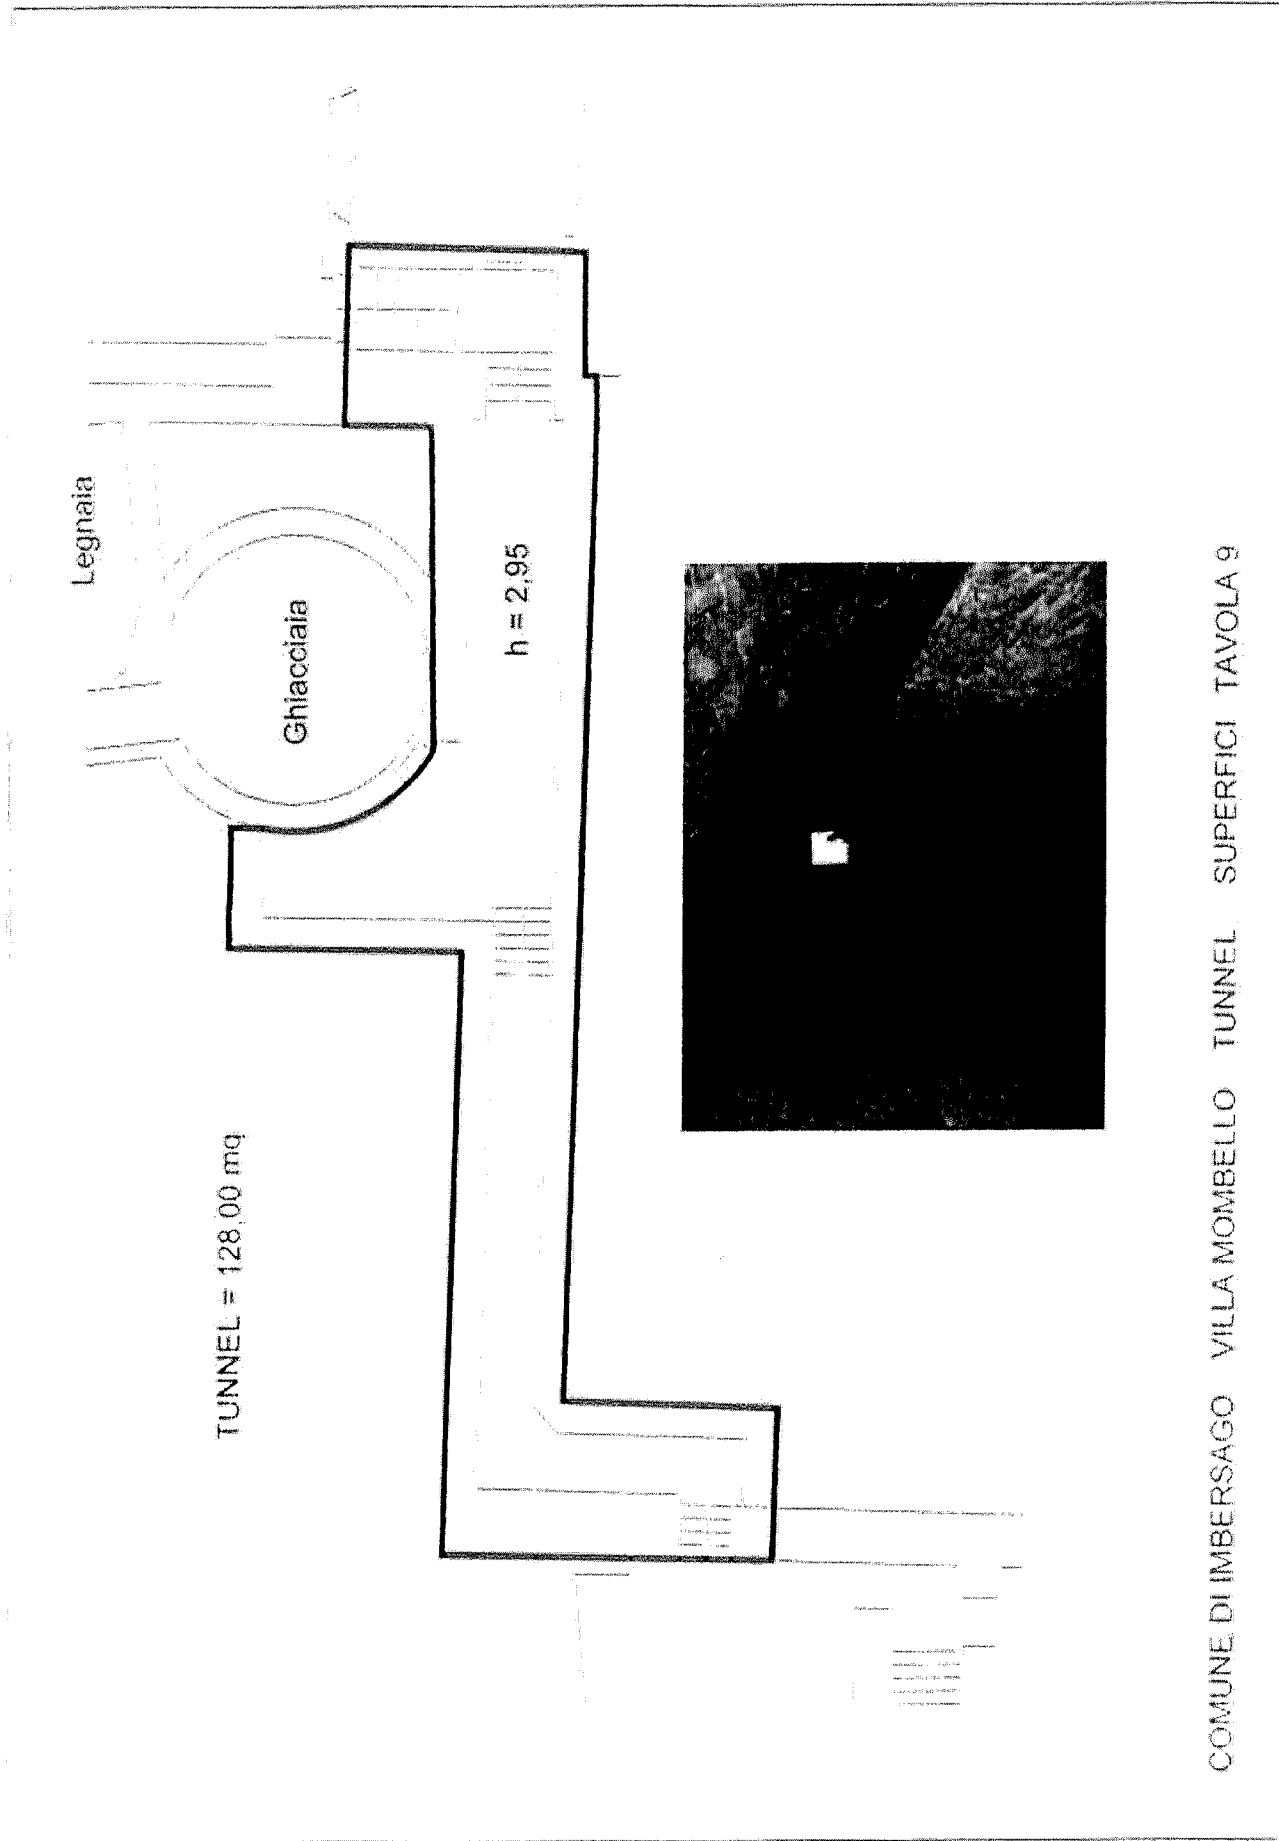 Legnaia
Ghiacciaia
h = 2,95
TUNNEL = 128,00 mq
COMUNE DI IMBERSAGO VILLA MOMBELLO TUNNEL SUPERFICI TAVOLA 9